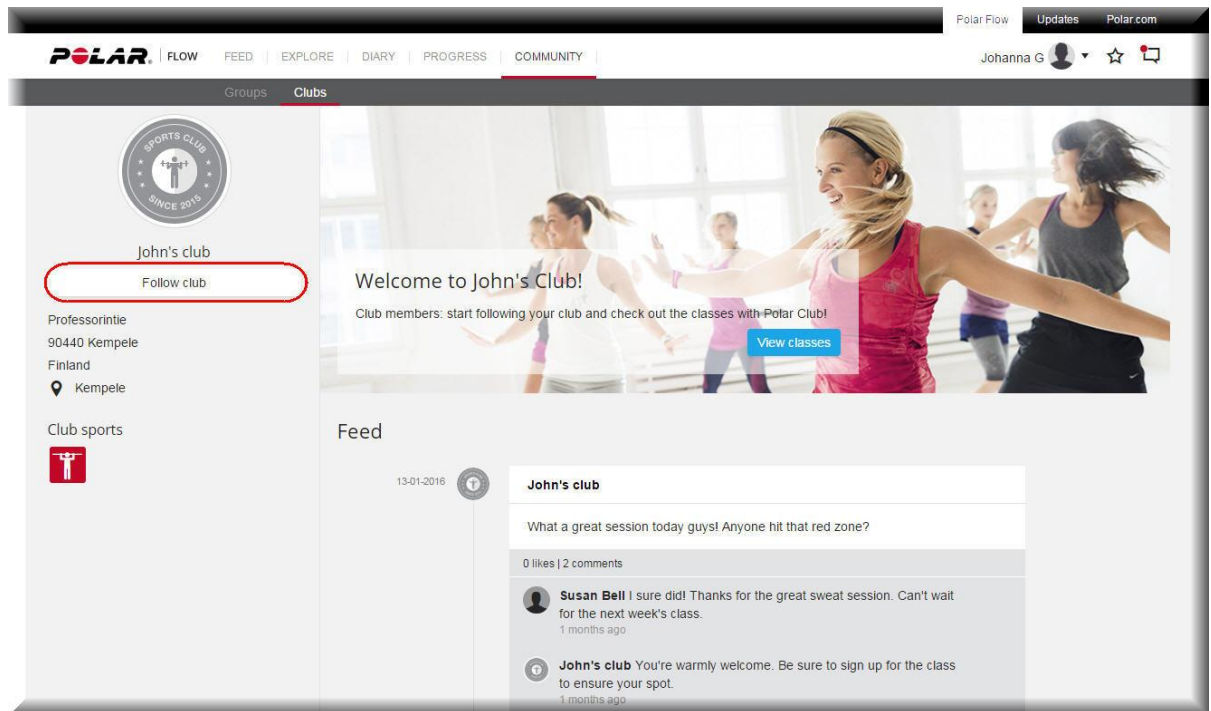 Polar Flow Updates Polar.com
POLAR. FLOW FEED EXPLORE DIARY PROGRESS COMMUNITY Johanna G
Groups Clubs
SPORTS CLUB
SINCE 2015
John's club
Follow club
Professorintie
90440 Kempele
Finland
Kempele
Club sports
Welcome to John's Club!
Club members: start following your club and check out the classes with Polar Club!
View classes
Feed
13-01-2016
John's club
What a great session today guys! Anyone hit that red zone?
0 likes | 2 comments
Susan Bell I sure did! Thanks for the great sweat session. Can't wait
for the next week's class.
1 months ago
John's club You're warmly welcome. Be sure to sign up for the class
to ensure your spot.
1 months ago